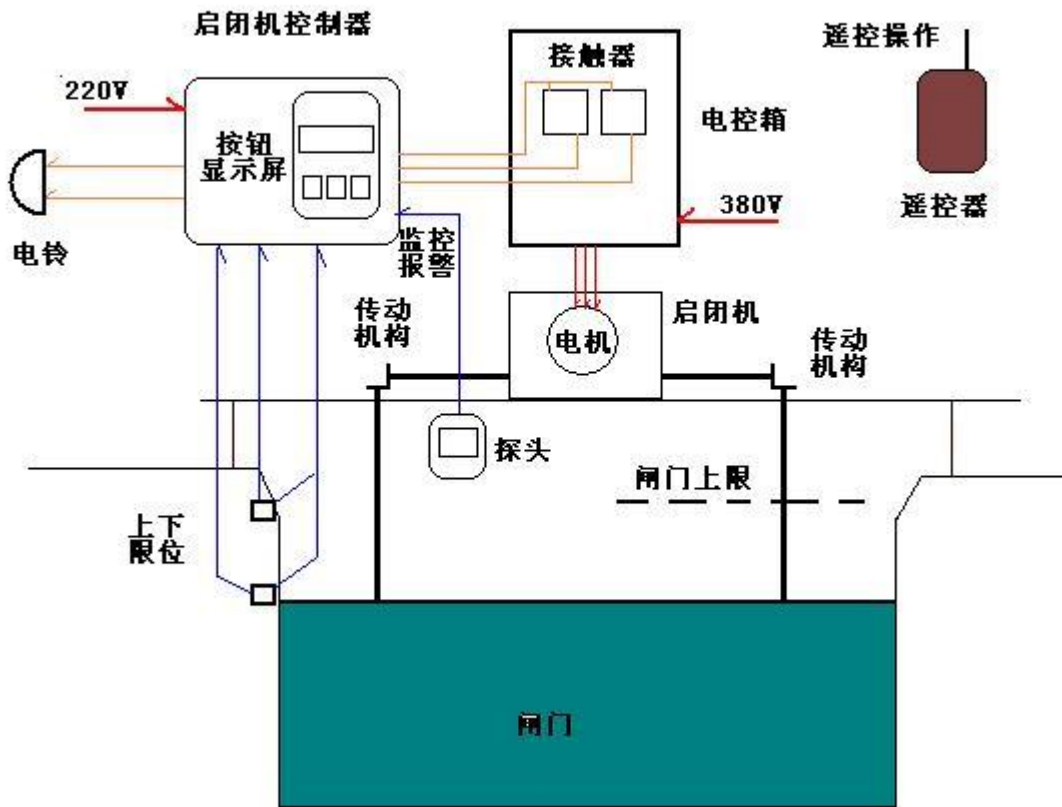 启闭机控制器
220V
按钮
显示屏
电铃
监控
报警
接触器
电控箱
380V
遥控操作
遥控器
传动
机构
启闭机
电机
传动
机构
探头
闸门上限
上下
限位
闸门